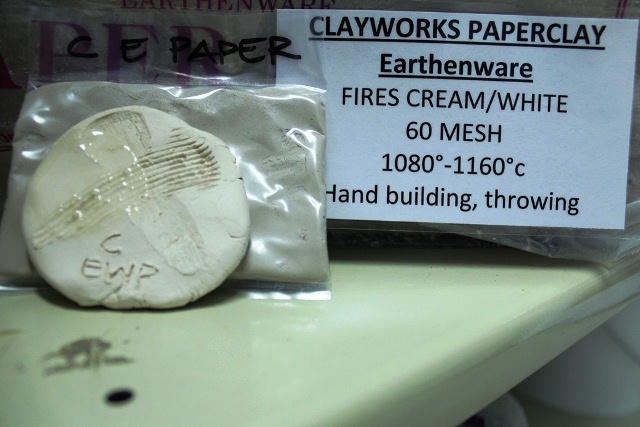 EARTHENWARE
C E PAPER
CLAYWORKS PAPERCLAY
Earthenware
FIRES CREAM/WHITE
60 MESH
1080°-1160°c
Hand building, throwing
C
EWP